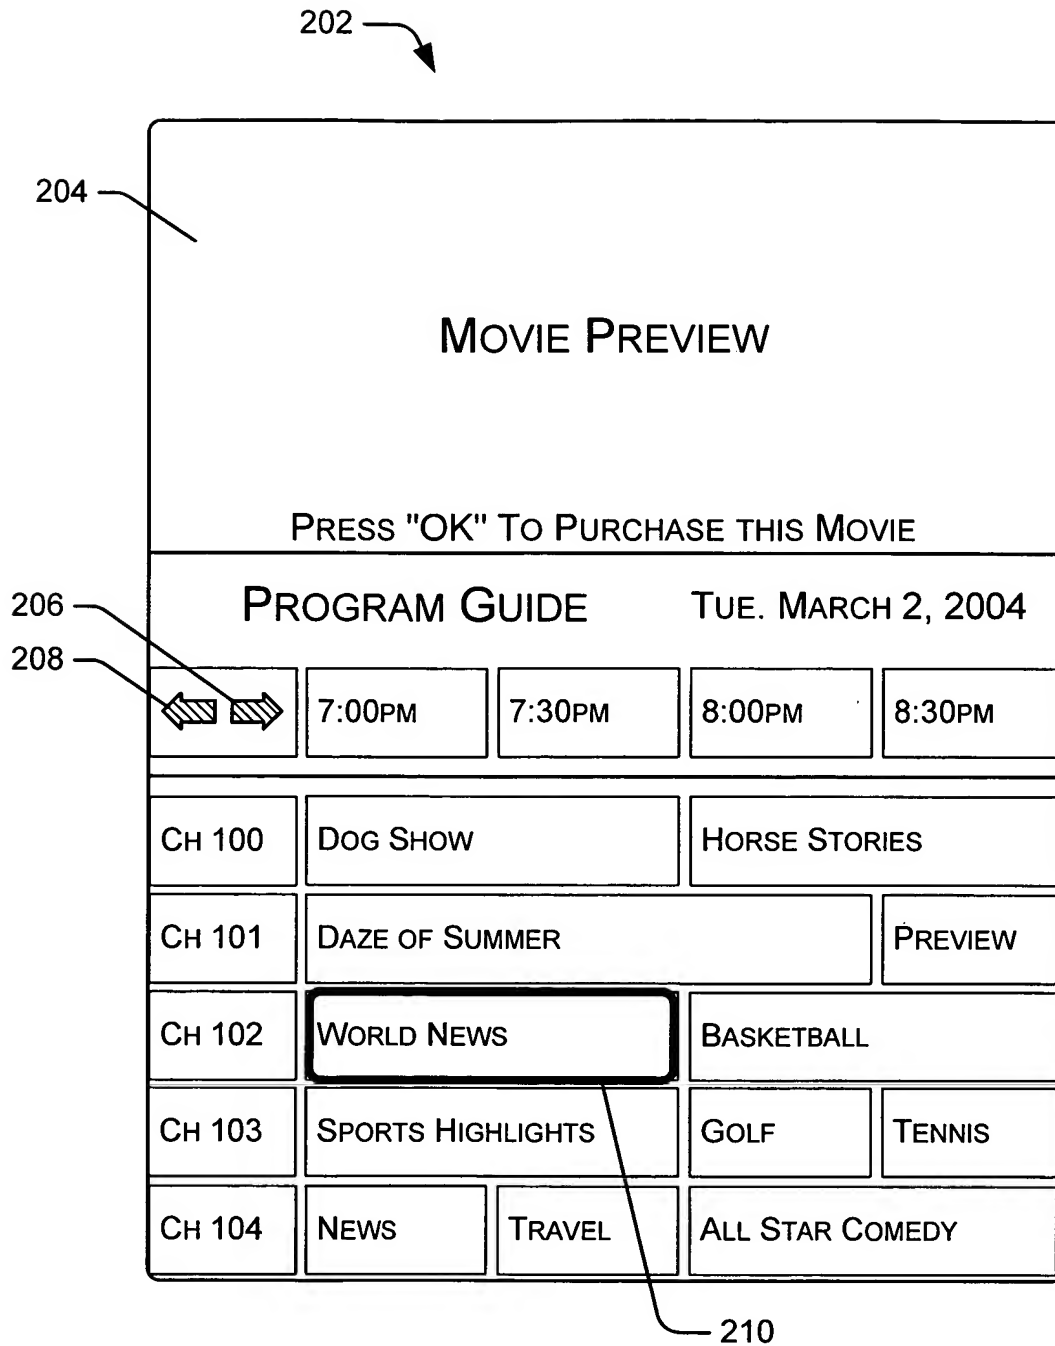 202
204
MOVIE PREVIEW
PRESS "OK" TO PURCHASE THIS MOVIE
206
PROGRAM GUIDE TUE. MARCH 2, 2004
208
7:00PM 7:30PM 8:00PM 8:30PM
CH 100 DOG SHOW HORSE STORIES
CH 101 DAZE OF SUMMER PREVIEW
CH 102 WORLD NEWS BASKETBALL
CH 103 SPORTS HIGHLIGHTS GOLF TENNIS
CH 104 NEWS TRAVEL ALL STAR COMEDY
210